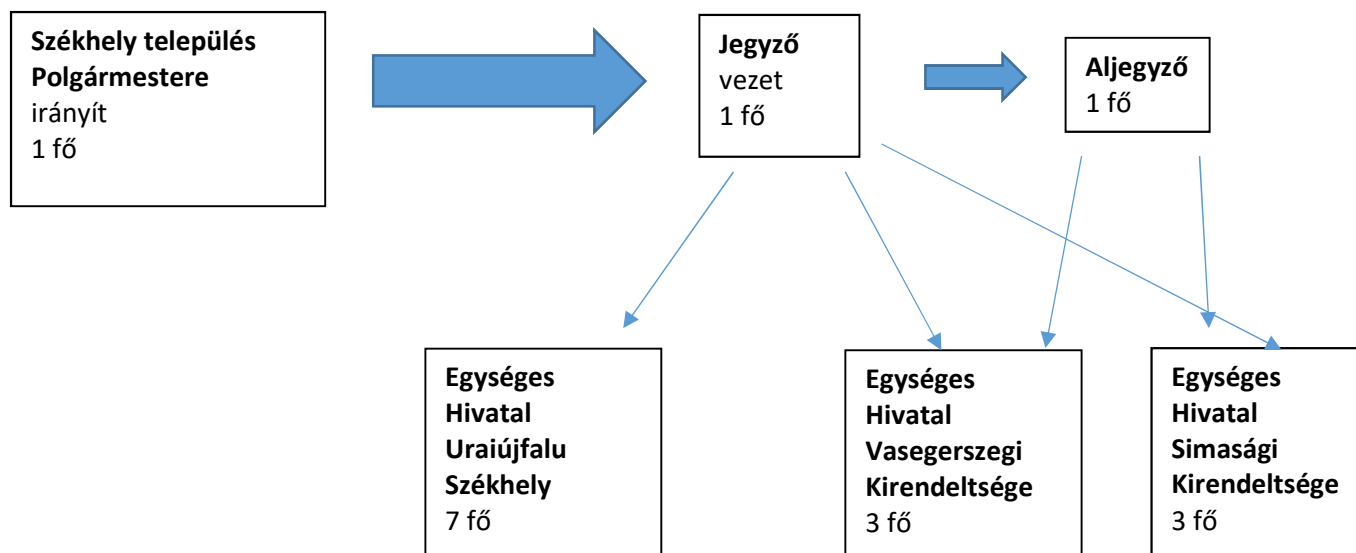 Székhely település
Polgármestere
irányít
1 fő
Jegyző
vezet
1 fő
Aljegyző
1 fő
Egységes
Hivatal
Uraiújfalu
Székhely
7 fő
Egységes
Hivatal
Vasegerszegi
Kirendeltsége
3 fő
Egységes
Hivatal
Simasági
Kirendeltsége
3 fő